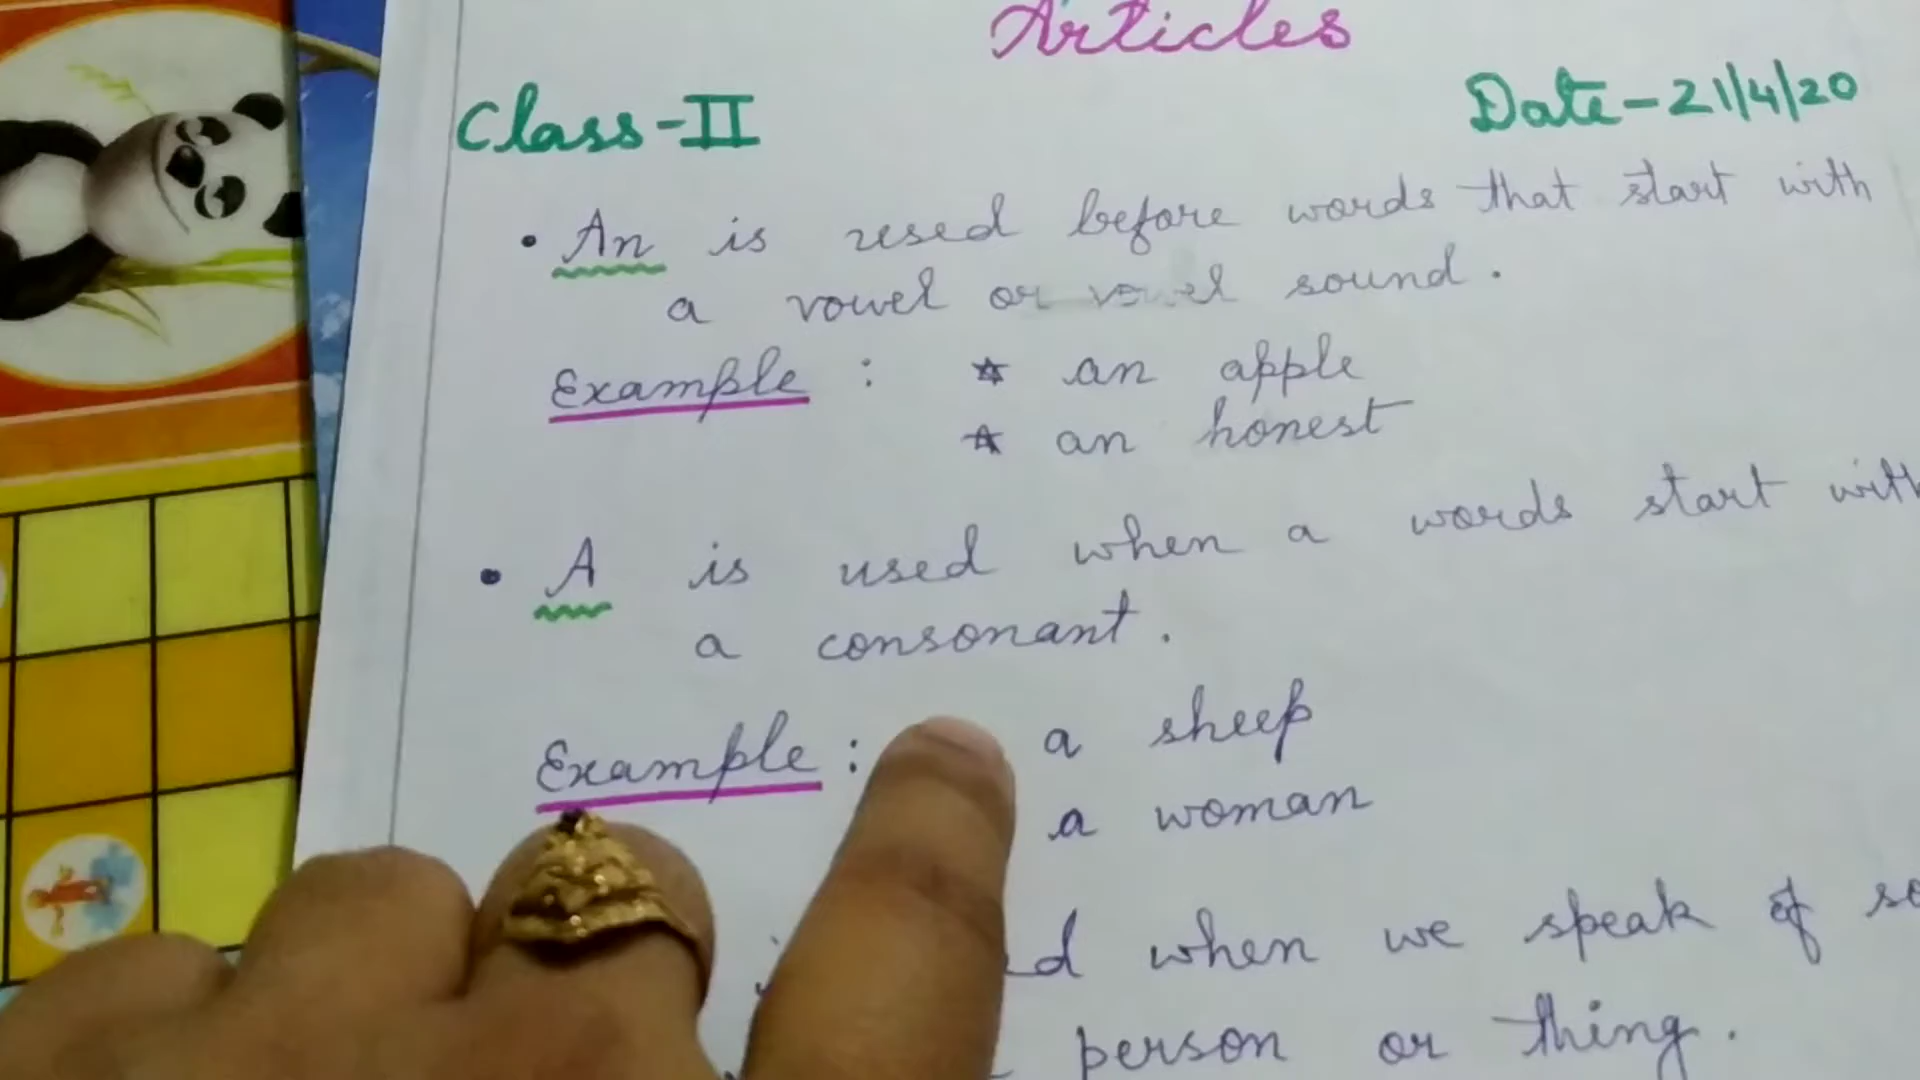 Articles
Class-II
Date-21/4/20
• An is used before words that start with
a vowel or vowel sound.
Example : ☆ an apple
☆ an honest
• A is used when a words start with
a consonant.
Example : a sheep
a woman
when we speak of
person or thing.